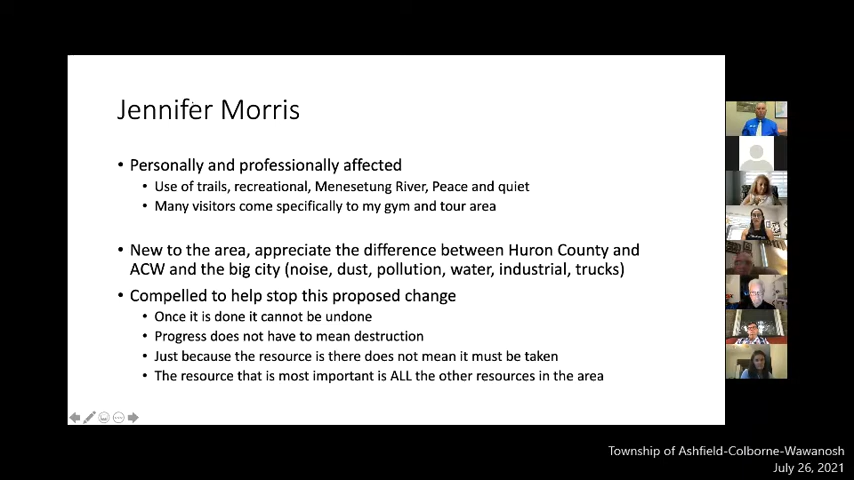 Jennifer Morris
• Personally and professionally affected
• Use of trails, recreational, Menesetung River, Peace and quiet
• Many visitors come specifically to my gym and tour area
• New to the area, appreciate the difference between Huron County and
ACW and the big city (noise, dust, pollution, water, industrial, trucks)
• Compelled to help stop this proposed change
• Once it is done it cannot be undone
• Progress does not have to mean destruction
• Just because the resource is there does not mean it must be taken
• The resource that is most important is ALL the other resources in the area
Township of Ashfield-Colborne-Wawanosh
July 26, 2021